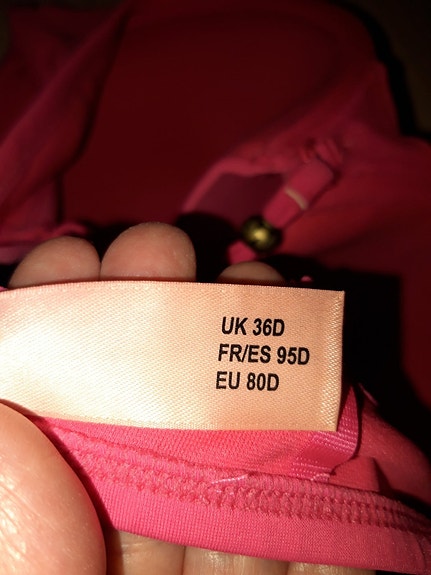 UK 36D
FR/ES 95D
EU 80D